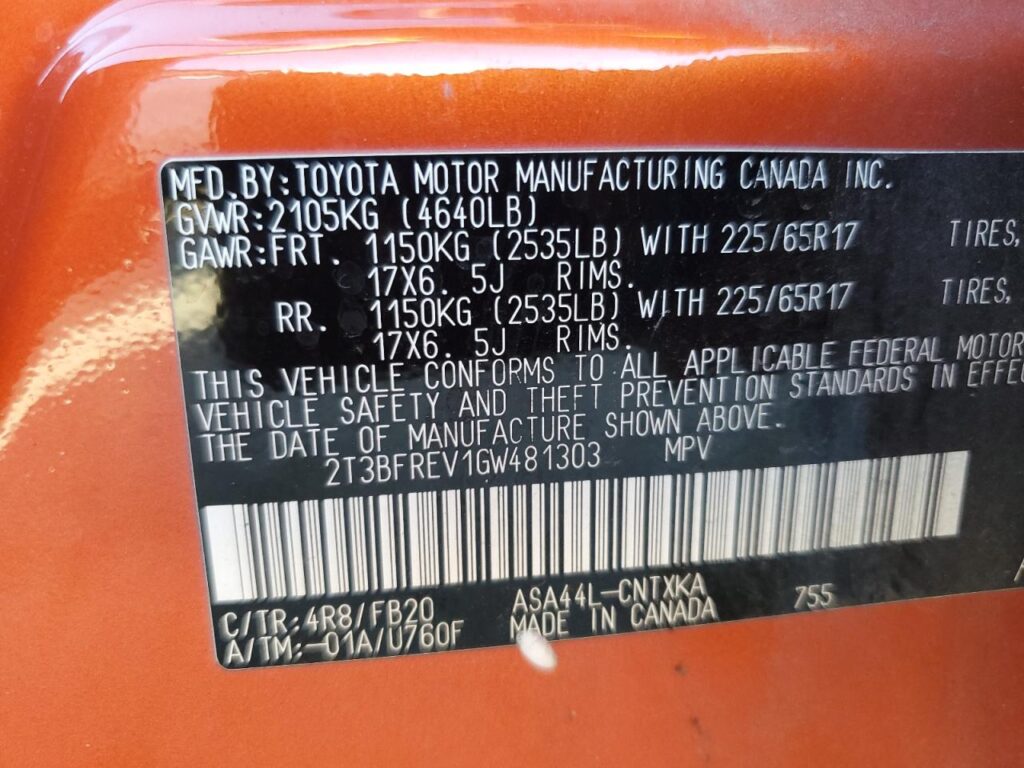 MFD.BY:TOYOTA MOTOR MANUFACTURING CANADA INC.
GVWR:2105KG (4640LB)
GAWR:FRT. 1150KG (2535LB) WITH 225/65R17 TIRES,
17X6.5J RIMS.
RR. 1150KG (2535LB) WITH 225/65R17 TIRES,
17X6.5J RIMS.
THIS VEHICLE CONFORMS TO ALL APPLICABLE FEDERAL MOTOR
VEHICLE SAFETY AND THEFT PREVENTION STANDARDS IN EFFE
THE DATE OF MANUFACTURE SHOWN ABOVE.
2T3BFREV1GW481303 MPV
C/TR:4R8/FB20 ASA44L-CNTXKA 755
A/TM:-01A/U760F MADE IN CANADA